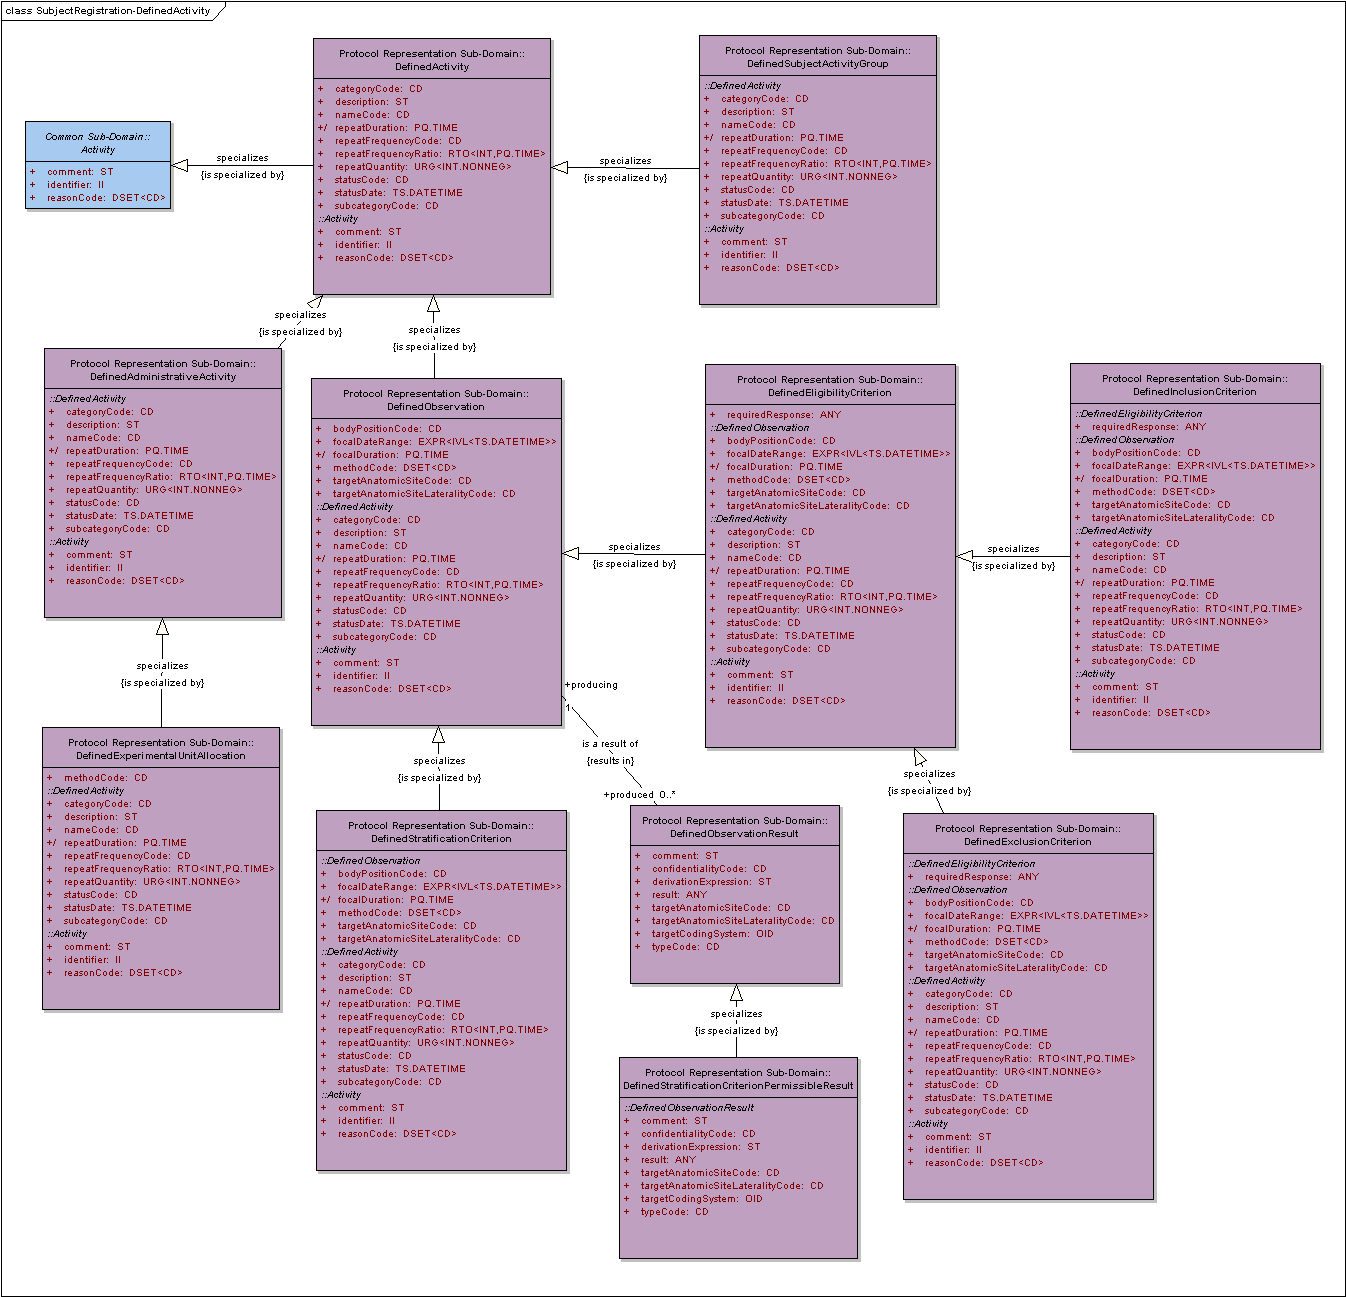 class SubjectRegistration-DefinedActivity
Protocol Representation Sub-Domain::
DefinedActivity
+ categoryCode: CD
+ description: ST
+ nameCode: CD
+/ repeatDuration: PQ.TIME
+ repeatFrequencyCode: CD
+ repeatFrequencyRatio: RTO<INT,PQ.TIME>
+ repeatQuantity: URG<INT.NONNEG>
+ statusCode: CD
+ statusDate: TS.DATETIME
+ subcategoryCode: CD
::Activity
+ comment: ST
+ identifier: II
+ reasonCode: DSET<CD>
Protocol Representation Sub-Domain::
DefinedSubjectActivityGroup
::DefinedActivity
+ categoryCode: CD
+ description: ST
+ nameCode: CD
+/ repeatDuration: PQ.TIME
+ repeatFrequencyCode: CD
+ repeatFrequencyRatio: RTO<INT,PQ.TIME>
+ repeatQuantity: URG<INT.NONNEG>
+ statusCode: CD
+ statusDate: TS.DATETIME
+ subcategoryCode: CD
::Activity
+ comment: ST
+ identifier: II
+ reasonCode: DSET<CD>
Common Sub-Domain::
Activity
+ comment: ST
+ identifier: II
+ reasonCode: DSET<CD>
specializes
{is specialized by}
specializes
{is specialized by}
specializes
{is specialized by}
specializes
{is specialized by}
Protocol Representation Sub-Domain::
DefinedAdministrativeActivity
::DefinedActivity
+ categoryCode: CD
+ description: ST
+ nameCode: CD
+/ repeatDuration: PQ.TIME
+ repeatFrequencyCode: CD
+ repeatFrequencyRatio: RTO<INT,PQ.TIME>
+ repeatQuantity: URG<INT.NONNEG>
+ statusCode: CD
+ statusDate: TS.DATETIME
+ subcategoryCode: CD
::Activity
+ comment: ST
+ identifier: II
+ reasonCode: DSET<CD>
Protocol Representation Sub-Domain::
DefinedObservation
+ bodyPositionCode: CD
+ focalDateRange: EXPR<IVL<TS.DATETIME>>
+/ focalDuration: PQ.TIME
+ methodCode: DSET<CD>
+ targetAnatomicSiteCode: CD
+ targetAnatomicSiteLateralityCode: CD
::DefinedActivity
+ categoryCode: CD
+ description: ST
+ nameCode: CD
+/ repeatDuration: PQ.TIME
+ repeatFrequencyCode: CD
+ repeatFrequencyRatio: RTO<INT,PQ.TIME>
+ repeatQuantity: URG<INT.NONNEG>
+ statusCode: CD
+ statusDate: TS.DATETIME
+ subcategoryCode: CD
::Activity
+ comment: ST
+ identifier: II
+ reasonCode: DSET<CD>
Protocol Representation Sub-Domain::
DefinedEligibilityCriterion
+ requiredResponse: ANY
::DefinedObservation
+ bodyPositionCode: CD
+ focalDateRange: EXPR<IVL<TS.DATETIME>>
+/ focalDuration: PQ.TIME
+ methodCode: DSET<CD>
+ targetAnatomicSiteCode: CD
+ targetAnatomicSiteLateralityCode: CD
::DefinedActivity
+ categoryCode: CD
+ description: ST
+ nameCode: CD
+/ repeatDuration: PQ.TIME
+ repeatFrequencyCode: CD
+ repeatFrequencyRatio: RTO<INT,PQ.TIME>
+ repeatQuantity: URG<INT.NONNEG>
+ statusCode: CD
+ statusDate: TS.DATETIME
+ subcategoryCode: CD
::Activity
+ comment: ST
+ identifier: II
+ reasonCode: DSET<CD>
Protocol Representation Sub-Domain::
DefinedInclusionCriterion
::DefinedEligibilityCriterion
+ requiredResponse: ANY
::DefinedObservation
+ bodyPositionCode: CD
+ focalDateRange: EXPR<IVL<TS.DATETIME>>
+/ focalDuration: PQ.TIME
+ methodCode: DSET<CD>
+ targetAnatomicSiteCode: CD
+ targetAnatomicSiteLateralityCode: CD
::DefinedActivity
+ categoryCode: CD
+ description: ST
+ nameCode: CD
+/ repeatDuration: PQ.TIME
+ repeatFrequencyCode: CD
+ repeatFrequencyRatio: RTO<INT,PQ.TIME>
+ repeatQuantity: URG<INT.NONNEG>
+ statusCode: CD
+ statusDate: TS.DATETIME
+ subcategoryCode: CD
::Activity
+ comment: ST
+ identifier: II
+ reasonCode: DSET<CD>
specializes
{is specialized by}
specializes
{is specialized by}
specializes
{is specialized by}
+producing
1
is a result of
{results in}
+produced 0..*
specializes
{is specialized by}
specializes
{is specialized by}
Protocol Representation Sub-Domain::
DefinedExperimentalUnitAllocation
+ methodCode: CD
::DefinedActivity
+ categoryCode: CD
+ description: ST
+ nameCode: CD
+/ repeatDuration: PQ.TIME
+ repeatFrequencyCode: CD
+ repeatFrequencyRatio: RTO<INT,PQ.TIME>
+ repeatQuantity: URG<INT.NONNEG>
+ statusCode: CD
+ statusDate: TS.DATETIME
+ subcategoryCode: CD
::Activity
+ comment: ST
+ identifier: II
+ reasonCode: DSET<CD>
Protocol Representation Sub-Domain::
DefinedStratificationCriterion
::DefinedObservation
+ bodyPositionCode: CD
+ focalDateRange: EXPR<IVL<TS.DATETIME>>
+/ focalDuration: PQ.TIME
+ methodCode: DSET<CD>
+ targetAnatomicSiteCode: CD
+ targetAnatomicSiteLateralityCode: CD
::DefinedActivity
+ categoryCode: CD
+ description: ST
+ nameCode: CD
+/ repeatDuration: PQ.TIME
+ repeatFrequencyCode: CD
+ repeatFrequencyRatio: RTO<INT,PQ.TIME>
+ repeatQuantity: URG<INT.NONNEG>
+ statusCode: CD
+ statusDate: TS.DATETIME
+ subcategoryCode: CD
::Activity
+ comment: ST
+ identifier: II
+ reasonCode: DSET<CD>
Protocol Representation Sub-Domain::
DefinedObservationResult
+ comment: ST
+ confidentialityCode: CD
+ derivationExpression: ST
+ result: ANY
+ targetAnatomicSiteCode: CD
+ targetAnatomicSiteLateralityCode: CD
+ targetCodingSystem: OID
+ typeCode: CD
specializes
{is specialized by}
Protocol Representation Sub-Domain::
DefinedStratificationCriterionPermissibleResult
::DefinedObservationResult
+ comment: ST
+ confidentialityCode: CD
+ derivationExpression: ST
+ result: ANY
+ targetAnatomicSiteCode: CD
+ targetAnatomicSiteLateralityCode: CD
+ targetCodingSystem: OID
+ typeCode: CD
Protocol Representation Sub-Domain::
DefinedExclusionCriterion
::DefinedEligibilityCriterion
+ requiredResponse: ANY
::DefinedObservation
+ bodyPositionCode: CD
+ focalDateRange: EXPR<IVL<TS.DATETIME>>
+/ focalDuration: PQ.TIME
+ methodCode: DSET<CD>
+ targetAnatomicSiteCode: CD
+ targetAnatomicSiteLateralityCode: CD
::DefinedActivity
+ categoryCode: CD
+ description: ST
+ nameCode: CD
+/ repeatDuration: PQ.TIME
+ repeatFrequencyCode: CD
+ repeatFrequencyRatio: RTO<INT,PQ.TIME>
+ repeatQuantity: URG<INT.NONNEG>
+ statusCode: CD
+ statusDate: TS.DATETIME
+ subcategoryCode: CD
::Activity
+ comment: ST
+ identifier: II
+ reasonCode: DSET<CD>